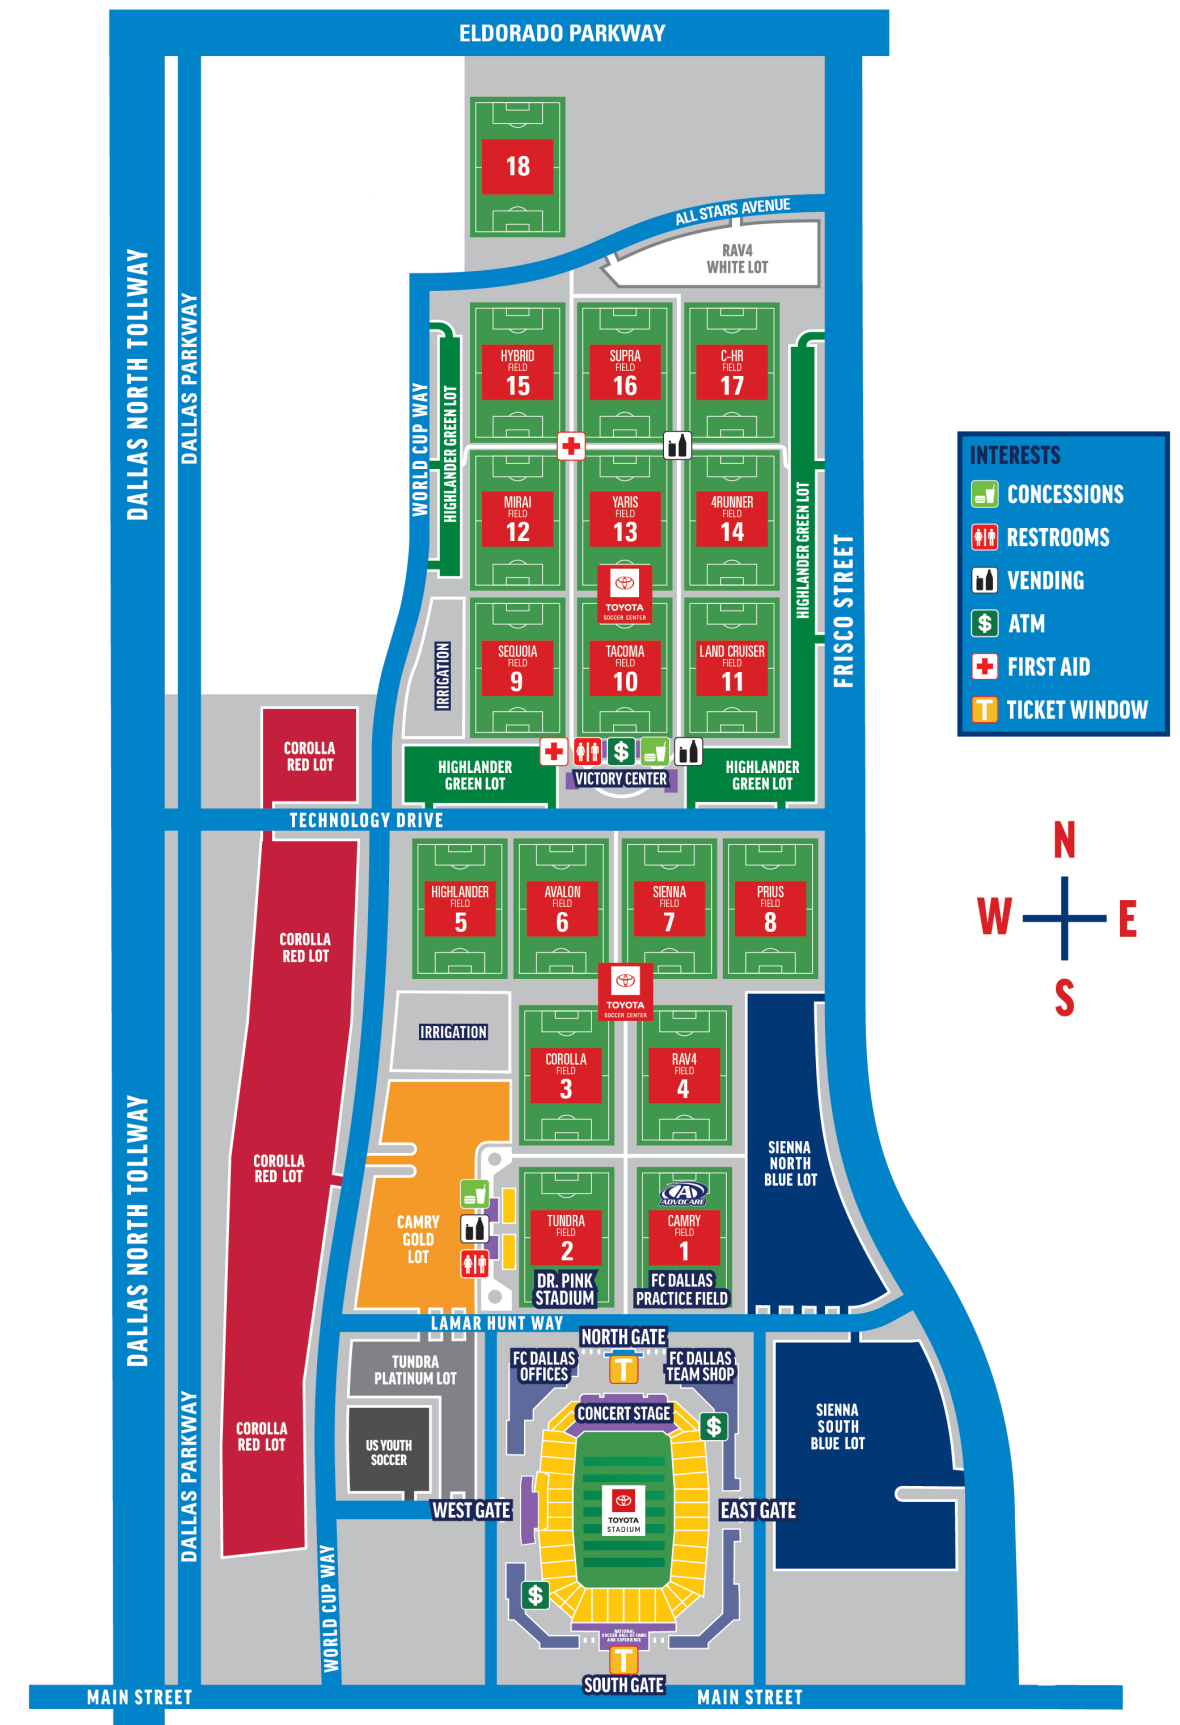 ELDORADO PARKWAY
18
ALL STARS AVENUE
RAV4
WHITE LOT
DALLAS NORTH TOLLWAY
DALLAS PARKWAY
WORLD CUP WAY
HIGHLANDER GREEN LOT
HYBRID
FIELD
15
SUPRA
FIELD
16
C-HR
FIELD
17
MIRAI
FIELD
12
YARIS
FIELD
13
4RUNNER
FIELD
14
HIGHLANDER GREEN LOT
FRISCO STREET
TOYOTA
SOCCER CENTER
IRRIGATION
SEQUOIA
FIELD
9
TACOMA
FIELD
10
LAND CRUISER
FIELD
11
INTERESTS
CONCESSIONS
RESTROOMS
VENDING
$ ATM
FIRST AID
T TICKET WINDOW
COROLLA
RED LOT
HIGHLANDER
GREEN LOT
$
VICTORY CENTER
HIGHLANDER
GREEN LOT
TECHNOLOGY DRIVE
N
W
E
S
HIGHLANDER
FIELD
5
AVALON
FIELD
6
SIENNA
FIELD
7
PRIUS
FIELD
8
COROLLA
RED LOT
TOYOTA
SOCCER CENTER
IRRIGATION
COROLLA
FIELD
3
RAV4
FIELD
4
DALLAS NORTH TOLLWAY
COROLLA
RED LOT
SIENNA
NORTH
BLUE LOT
CAMRY
GOLD
LOT
TUNDRA
FIELD
2
DR. PINK
STADIUM
A
ADVOCARE
CAMRY
FIELD
1
FC DALLAS
PRACTICE FIELD
LAMAR HUNT WAY
NORTH GATE
T
TUNDRA
PLATINUM LOT
FC DALLAS
OFFICES
FC DALLAS
TEAM SHOP
CONCERT STAGE
$
SIENNA
SOUTH
BLUE LOT
COROLLA
RED LOT
US YOUTH
SOCCER
DALLAS PARKWAY
WEST GATE
TOYOTA
STADIUM
EAST GATE
WORLD CUP WAY
$
NATIONAL
SOCCER HALL OF FAME
AND EXPERIENCE
T
SOUTH GATE
MAIN STREET
MAIN STREET